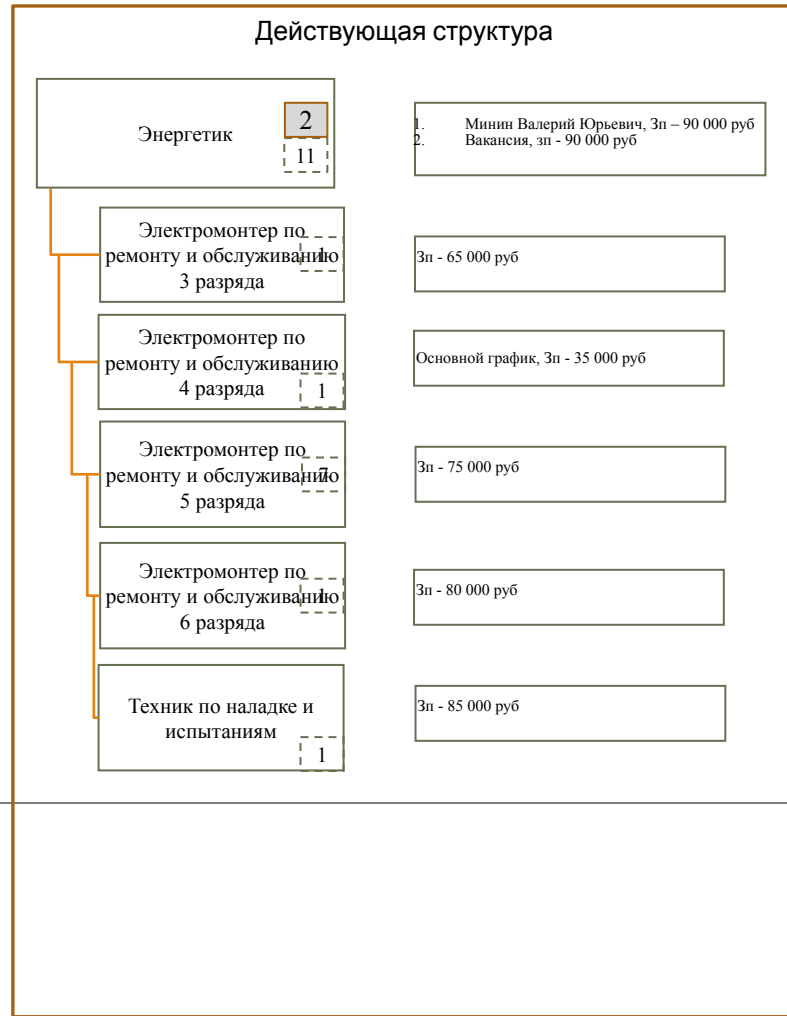 Действующая структура
Энергетик
2
11
1. Минин Валерий Юрьевич, Зп – 90 000 руб
2. Вакансия, зп - 90 000 руб
Электромонтер по
ремонту и обслуживанию
3 разряда
1
Зп - 65 000 руб
Электромонтер по
ремонту и обслуживанию
4 разряда
1
Основной график, Зп - 35 000 руб
Электромонтер по
ремонту и обслуживанию
5 разряда
7
Зп - 75 000 руб
Электромонтер по
ремонту и обслуживанию
6 разряда
1
Зп - 80 000 руб
Техник по наладке и
испытаниям
1
Зп - 85 000 руб